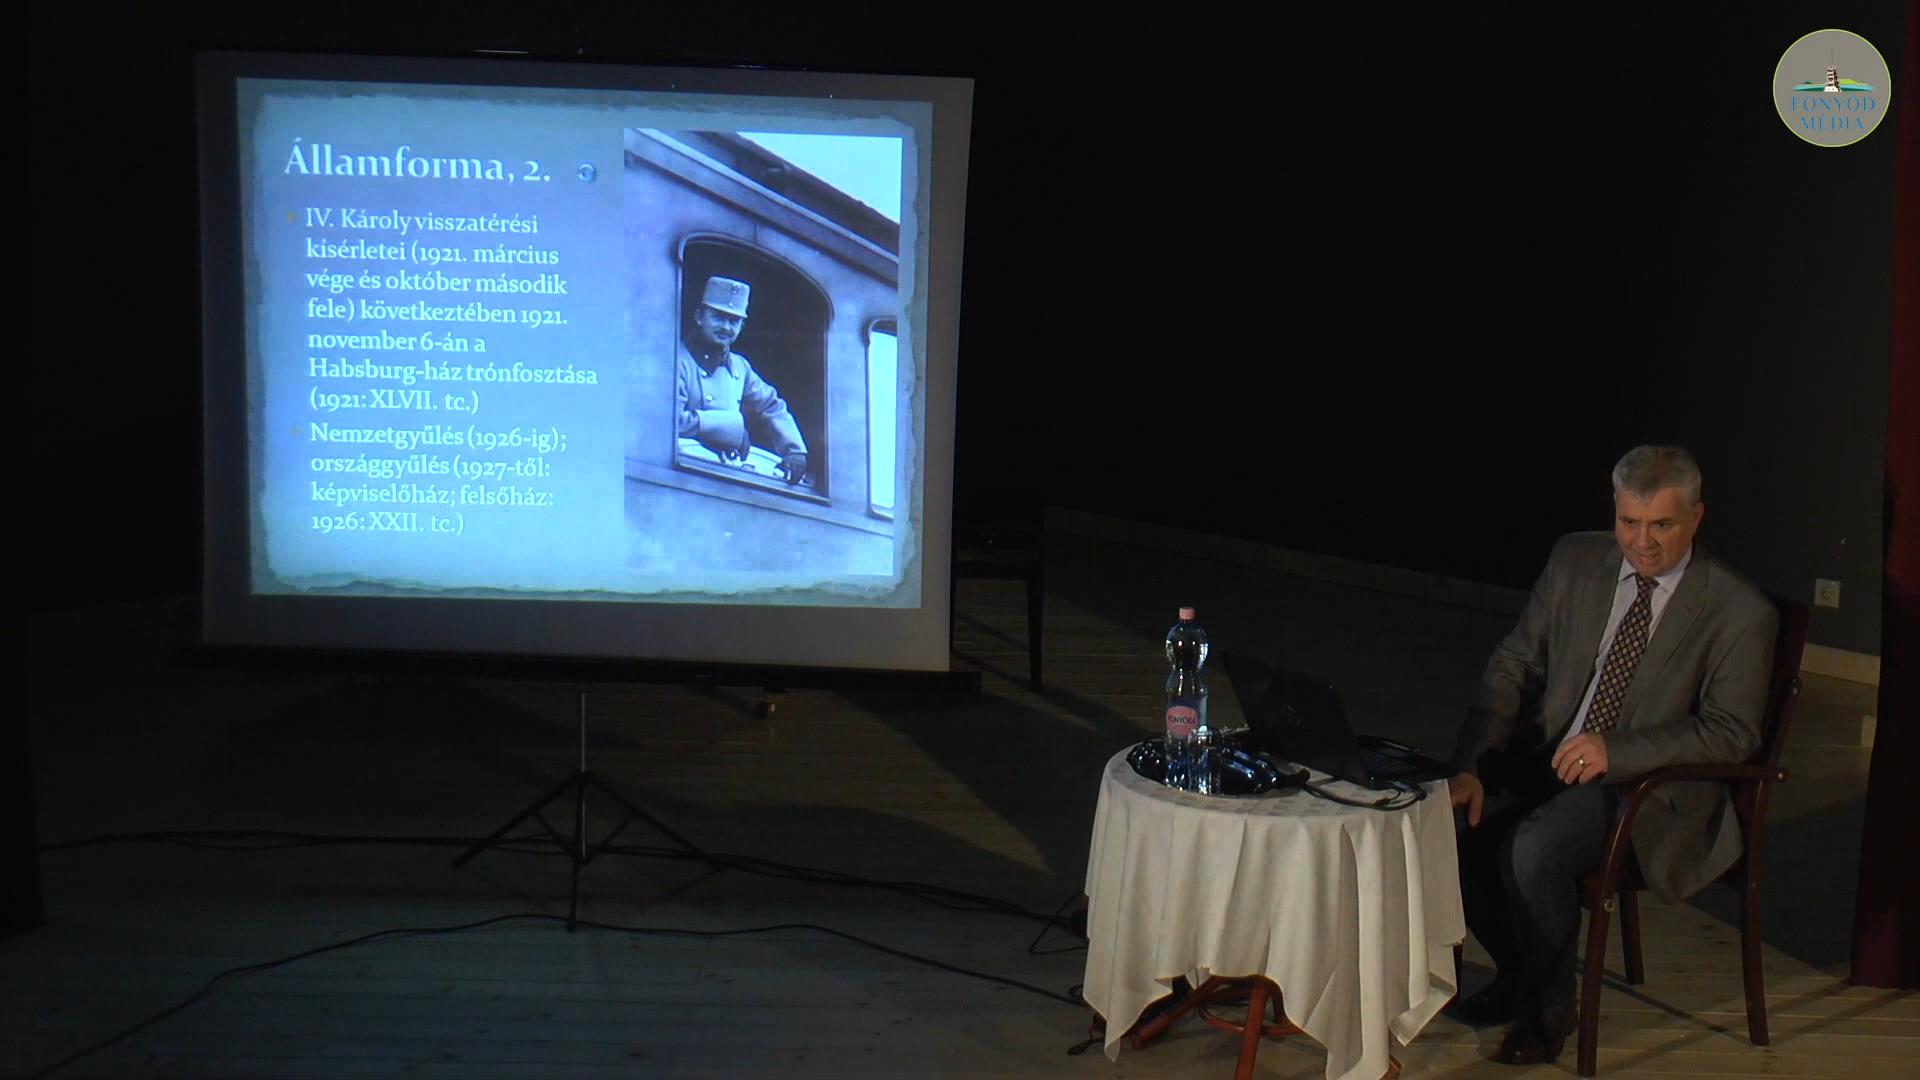 Államforma, 2.
IV. Károly visszatérési
kísérletei (1921. március
vége és október második
fele) következtében 1921.
november 6-án a
Habsburg-ház trónfosztása
(1921: XLVII. tc.)
Nemzetgyűlés (1926-ig);
országgyűlés (1927-től:
képviselőház; felsőház:
1926: XXII. tc.)
FONYÓD
MÉDIA
FONYÓDI